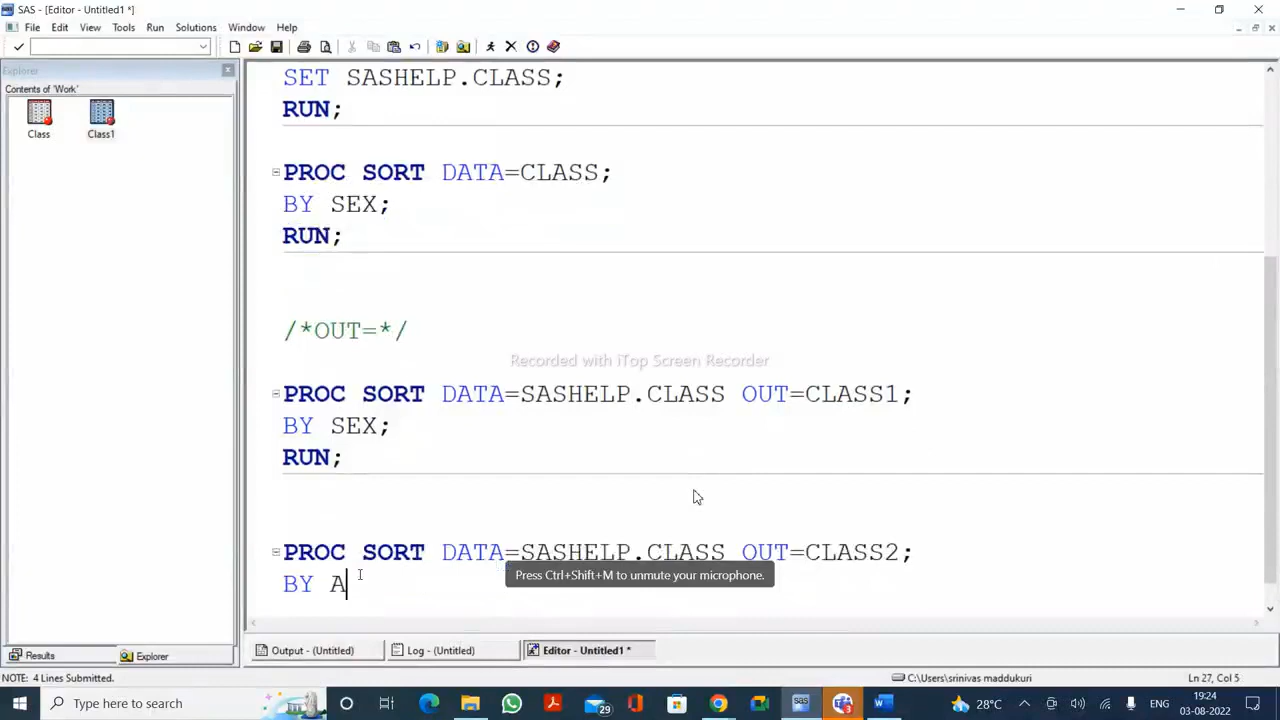 SAS - [Editor - Untitled1 *]
File Edit View Tools Run Solutions Window Help
Explorer
Contents of 'Work'
Class Class1
SET SASHELP.CLASS;
RUN;
PROC SORT DATA=CLASS;
BY SEX;
RUN;
/*OUT=*/
Recorded with iTop Screen Recorder
PROC SORT DATA=SASHELP.CLASS OUT=CLASS1;
BY SEX;
RUN;
PROC SORT DATA=SASHELP.CLASS OUT=CLASS2;
Press Ctrl+Shift+M to unmute your microphone.
BY A
Results Explorer
Output - (Untitled) Log - (Untitled) Editor - Untitled1 *
NOTE: 4 Lines Submitted.
C:\Users\srinivas maddukuri
Ln 27, Col 5
Type here to search
29
sas
28°C
ENG
19:24
03-08-2022